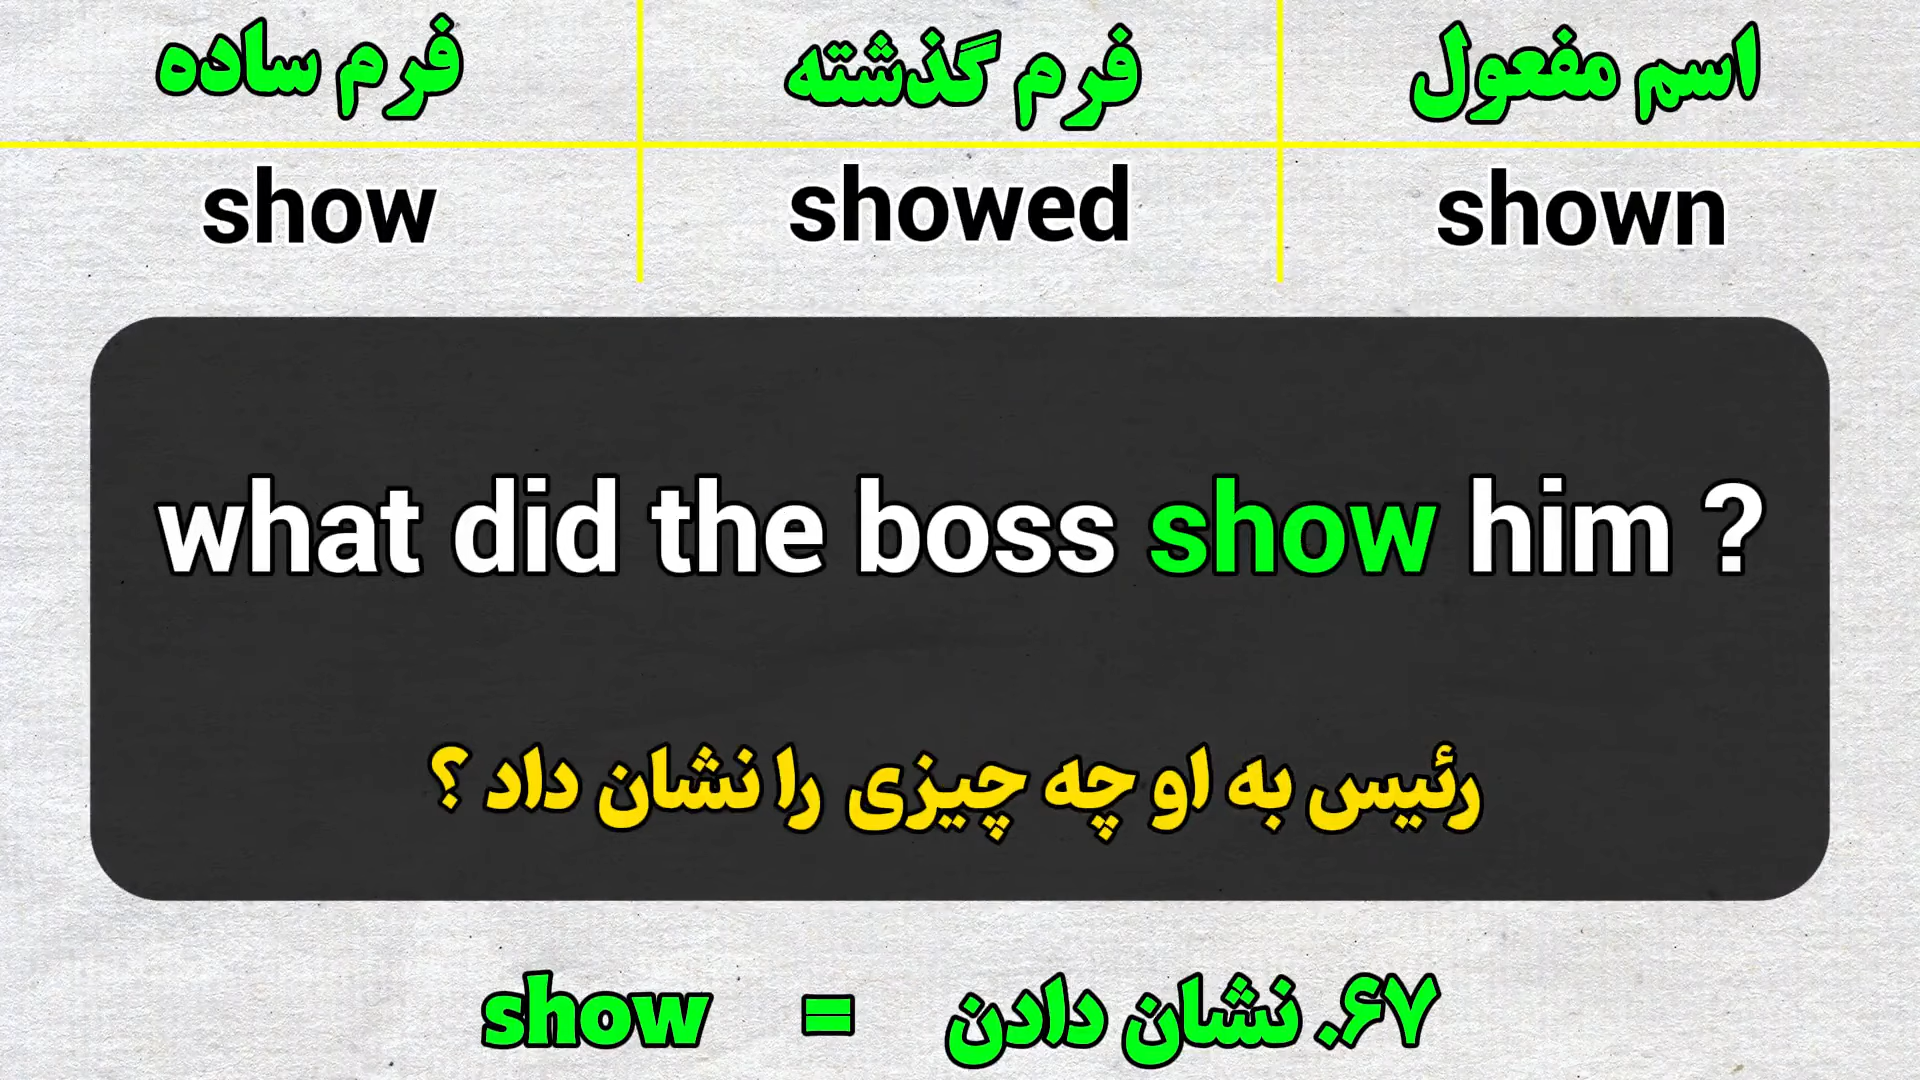 فرم ساده
فرم گذشته
اسم مفعول
show
showed
shown
what did the boss show him ?
رئیس به او چه چیزی را نشان داد ؟
۶۷. نشان دادن = show